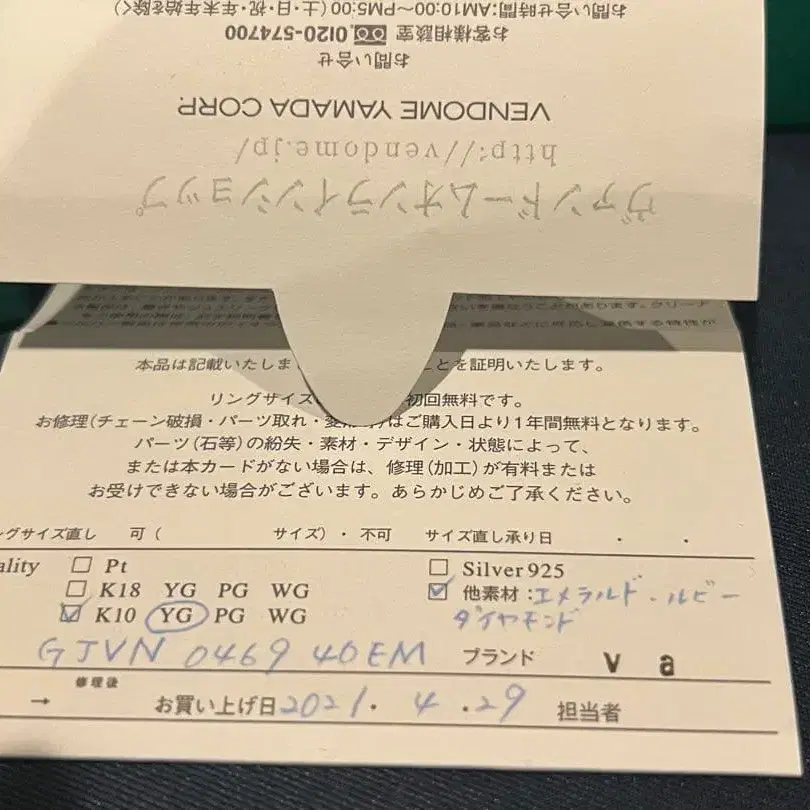 お問い合せ時間:AM10:00~PM5:00(土・日・祝・年末年始を除く)
お客様相談室 0120-574700
お問い合せ
VENDOME YAMADA CORP.
http://vendome.jp/
ヴァンドームオンラインショップ
本品は記載いたしま ことを証明いたします。
リングサイズ 初回無料です。
お修理(チェーン破損・パーツ取れ・変形 はご購入日より1年間無料となります。
パーツ(石等)の紛失・素材・デザイン・状態によって、
または本カードがない場合は、修理(加工)が有料または
お受けできない場合がございます。あらかじめご了承ください。
ングサイズ直し 可( サイズ)・不可 サイズ直し承り日 ・ ・
ality Pt Silver925
K18 YG PG WG 他素材:エメラルド・ルビー
K10 YG PG WG ダイヤモンド
GJVN 0469 40EM ブランド v a
修理後
→ お買い上げ日2021. 4 .29 担当者